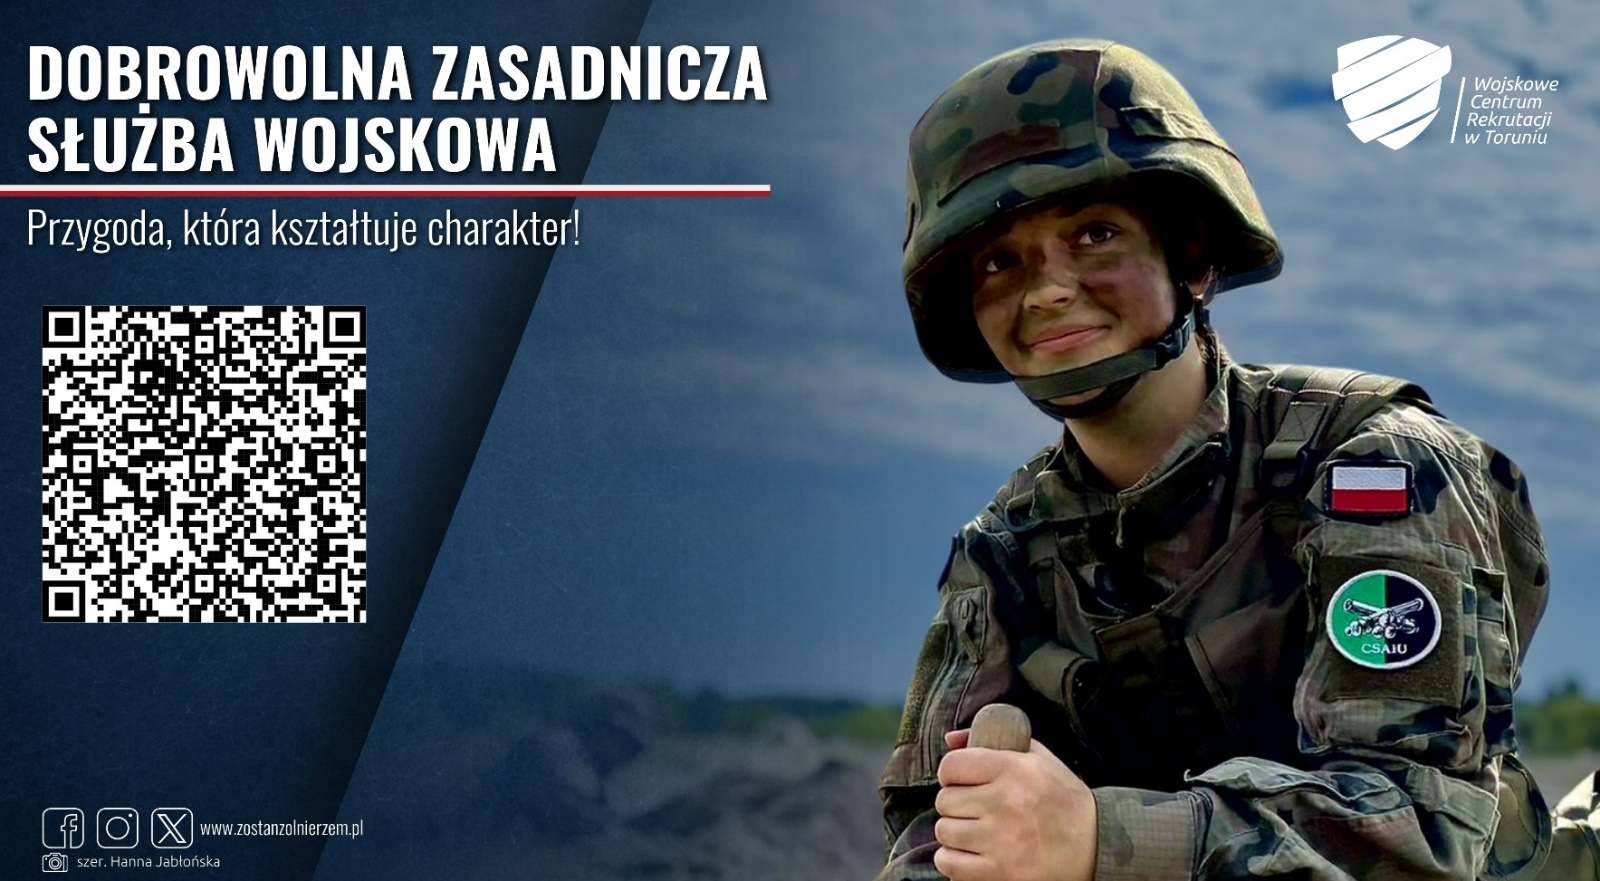 DOBROWOLNA ZASADNICZA
SŁUŻBA WOJSKOWA
Przygoda, która kształtuje charakter!
Wojskowe
Centrum
Rekrutacji
w Toruniu
CSAiU
www.zostanzolnierzem.pl
szer. Hanna Jabłońska